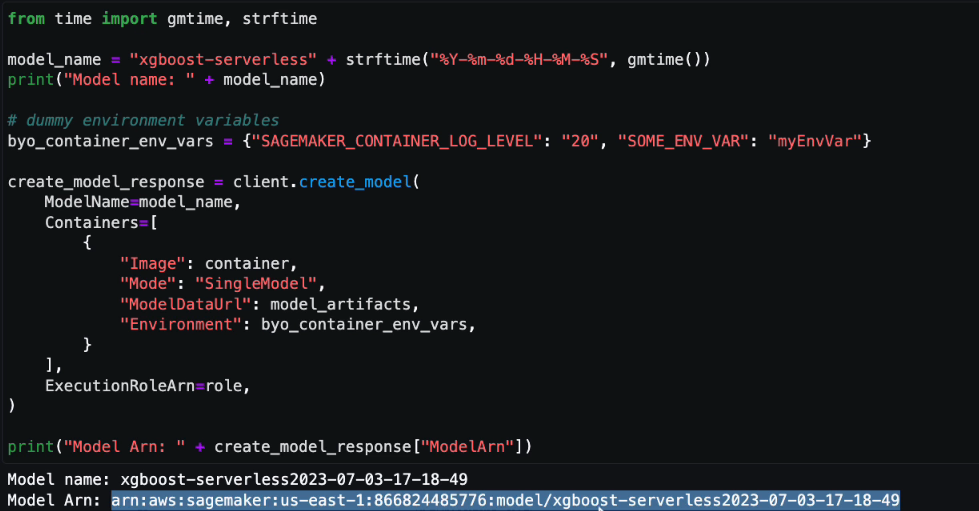 from time import gmtime, strftime
model_name = "xgboost-serverless" + strftime("%Y-%m-%d-%H-%M-%S", gmtime())
print("Model name: " + model_name)
# dummy environment variables
byo_container_env_vars = {"SAGEMAKER_CONTAINER_LOG_LEVEL": "20", "SOME_ENV_VAR": "myEnvVar"}
create_model_response = client.create_model(
    ModelName=model_name,
    Containers=[
        {
            "Image": container,
            "Mode": "SingleModel",
            "ModelDataUrl": model_artifacts,
            "Environment": byo_container_env_vars,
        }
    ],
    ExecutionRoleArn=role,
)
print("Model Arn: " + create_model_response["ModelArn"])
Model name: xgboost-serverless2023-07-03-17-18-49
Model Arn: arn:aws:sagemaker:us-east-1:866824485776:model/xgboost-serverless2023-07-03-17-18-49